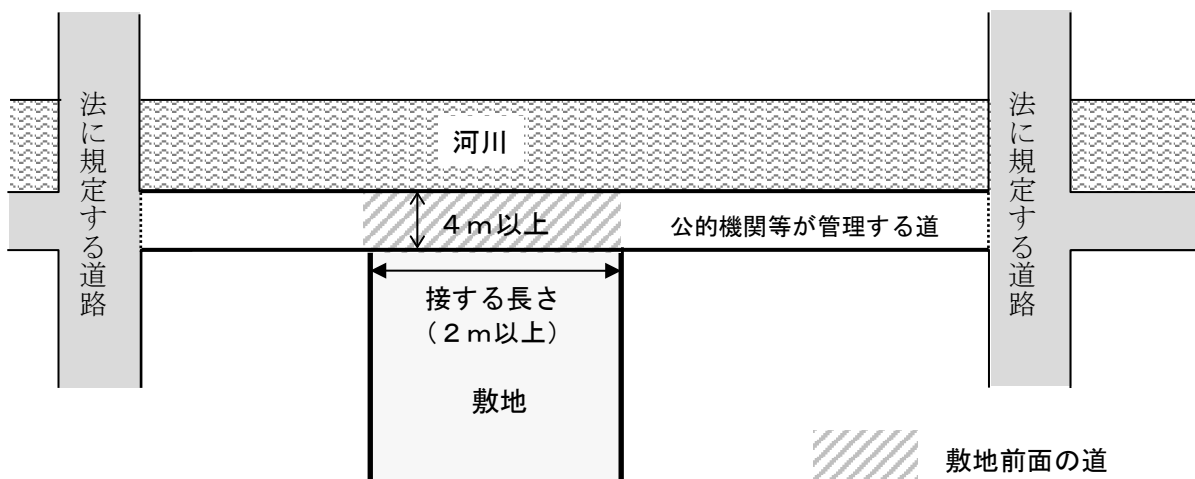 法に規定する道路
河川
法に規定する道路
4m以上
公的機関等が管理する道
接する長さ
(2m以上)
敷地
敷地前面の道